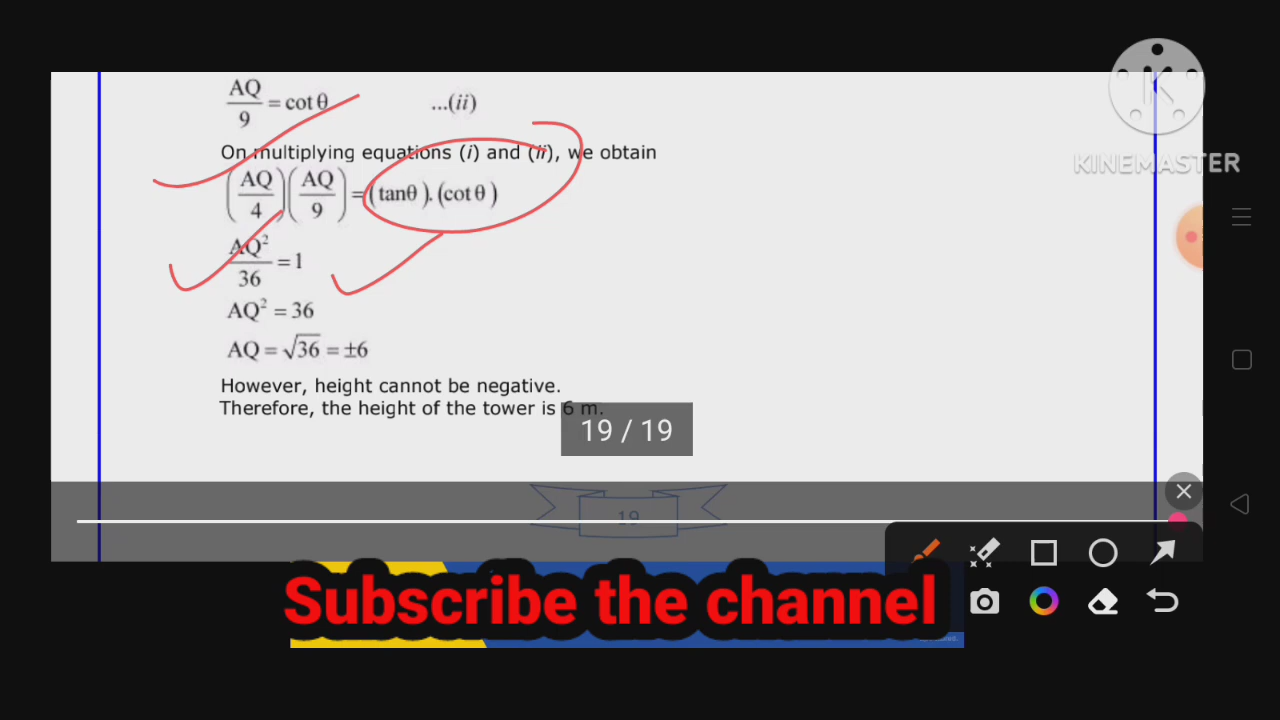 KINEMASTER
AQ/9 = cot θ ...(ii)
On multiplying equations (i) and (ii), we obtain
(AQ/4)(AQ/9) = (tanθ).(cot θ)
AQ²/36 = 1
AQ² = 36
AQ = √36 = ±6
However, height cannot be negative.
Therefore, the height of the tower is 6 m.
19 / 19
19
Subscribe the channel